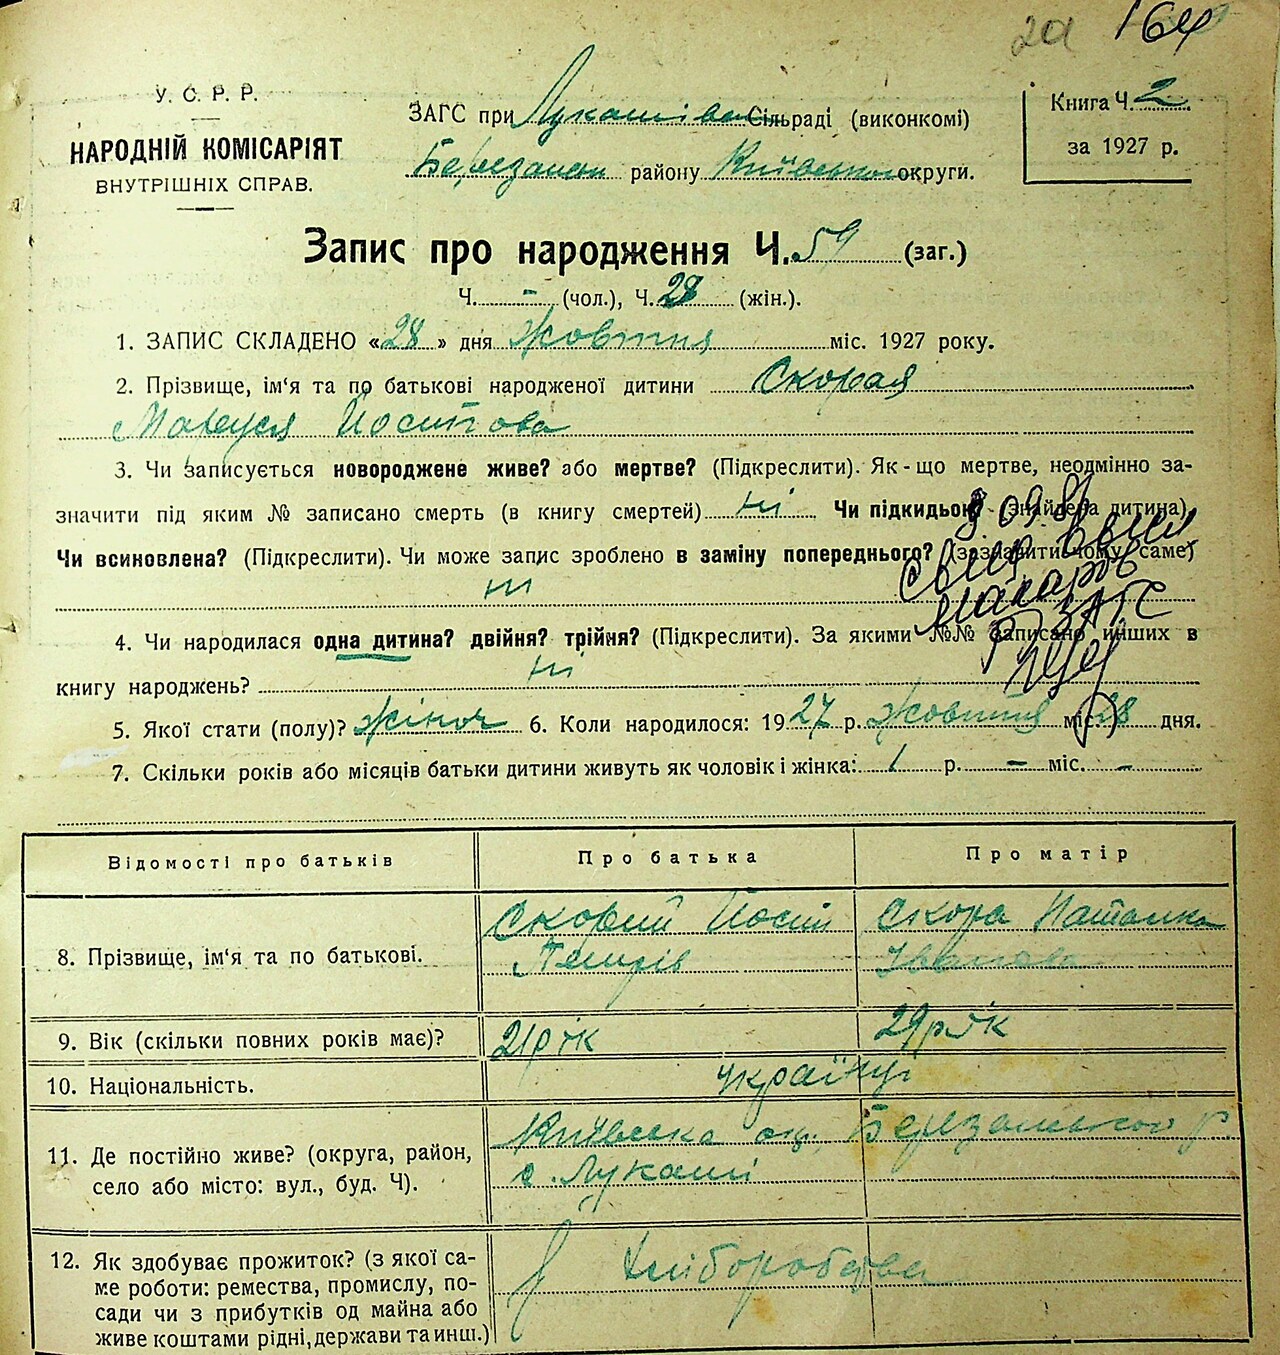 2а 164
У. С. Р. Р.
НАРОДНІЙ КОМІСАРІЯТ
ВНУТРІШНІХ СПРАВ.
ЗАГС при Лукашівс Сільраді (виконкомі)
Березанськ району Київської округи.
Книга Ч. 2
за 1927 р.
Запис про народження Ч. 59 (заг.)
Ч. - (чол.), Ч. 28 (жін.).
1. ЗАПИС СКЛАДЕНО «28» дня Жовтня міс. 1927 року.
2. Прізвище, ім'я та по батькові народженої дитини Скорая
Маруся Йосипова
3. Чи записується новороджене живе? або мертве? (Підкреслити). Як-що мертве, неодмінно за-
значити під яким № записано смерть (в книгу смертей) ні Чи підкидьок? (знайдена дитина).
Чи всиновлена? (Підкреслити). Чи може запис зроблено в заміну попереднього? (зазначити чому саме)
ні
4. Чи народилася одна дитина? двійня? трійня? (Підкреслити). За якими №№ записано инших в
книгу народжень? ні
ЗАГС
5. Якої стати (полу)? жіноч 6. Коли народилося: 1927 р. Жовтня міс. 28 дня.
7. Скільки років або місяців батьки дитини живуть як чоловік і жінка: 1 р. - міс. -
Відомості про батьків Про батька Про матір
8. Прізвище, ім'я та по батькові. Скорий Йосип Скора Наталка
Іванова
9. Вік (скільки повних років має)? 21 рік 29 рік
10. Національність. Українці
11. Де постійно живе? (округа, район, село або місто: вул., буд. Ч). Київська окр. Березанського р.
с. Лукаші
12. Як здобуває прожиток? (з якої са-
ме роботи: ремества, промислу, по-
сади чи з прибутків од майна або
живе коштами рідні, держави та инш.)
Хліборобства